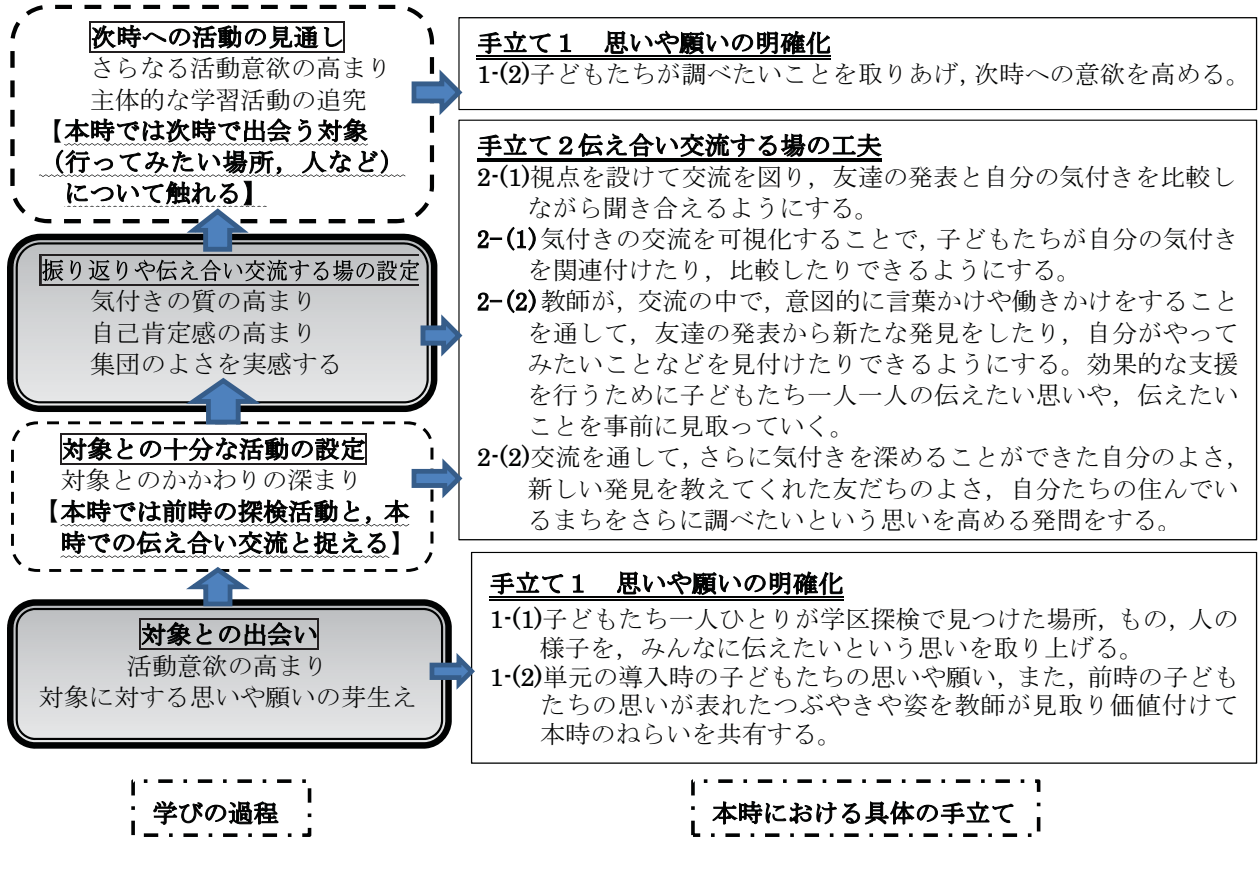 次時への活動の見通し
さらなる活動意欲の高まり
主体的な学習活動の追究
【本時では次時で出会う対象
（行ってみたい場所，人など）
について触れる】
振り返りや伝え合い交流する場の設定
気付きの質の高まり
自己肯定感の高まり
集団のよさを実感する
対象との十分な活動の設定
対象とのかかわりの深まり
【本時では前時の探検活動と，本
時での伝え合い交流と捉える】
対象との出会い
活動意欲の高まり
対象に対する思いや願いの芽生え
学びの過程
手立て１　思いや願いの明確化
1-(2)子どもたちが調べたいことを取りあげ，次時への意欲を高める。
手立て２伝え合い交流する場の工夫
2-(1)視点を設けて交流を図り，友達の発表と自分の気付きを比較し
ながら聞き合えるようにする。
2−(1)気付きの交流を可視化することで，子どもたちが自分の気付き
を関連付けたり，比較したりできるようにする。
2−(2)教師が，交流の中で，意図的に言葉かけや働きかけをすること
を通して，友達の発表から新たな発見をしたり，自分がやって
みたいことなどを見付けたりできるようにする。効果的な支援
を行うために子どもたち一人一人の伝えたい思いや，伝えたい
ことを事前に見取っていく。
2-(2)交流を通して，さらに気付きを深めることができた自分のよさ，
新しい発見を教えてくれた友だちのよさ，自分たちの住んでい
るまちをさらに調べたいという思いを高める発問をする。
手立て１　思いや願いの明確化
1-(1)子どもたち一人ひとりが学区探検で見つけた場所，もの，人の
様子を，みんなに伝えたいという思いを取り上げる。
1-(2)単元の導入時の子どもたちの思いや願い，また，前時の子ども
たちの思いが表れたつぶやきや姿を教師が見取り価値付けて
本時のねらいを共有する。
本時における具体の手立て